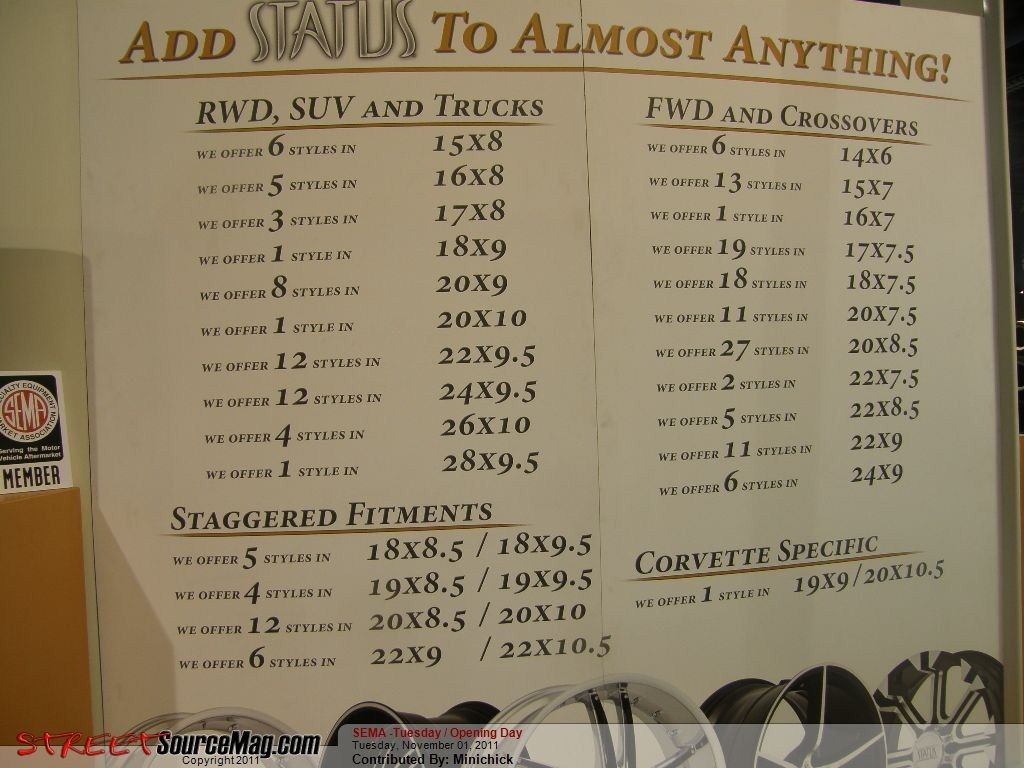 ADD STATUS TO ALMOST ANYTHING!
RWD, SUV AND TRUCKS
WE OFFER 6 STYLES IN 15X8
WE OFFER 5 STYLES IN 16X8
WE OFFER 3 STYLES IN 17X8
WE OFFER 1 STYLE IN 18X9
WE OFFER 8 STYLES IN 20X9
WE OFFER 1 STYLE IN 20X10
WE OFFER 12 STYLES IN 22X9.5
WE OFFER 12 STYLES IN 24X9.5
WE OFFER 4 STYLES IN 26X10
WE OFFER 1 STYLE IN 28X9.5
FWD AND CROSSOVERS
WE OFFER 6 STYLES IN 14X6
WE OFFER 13 STYLES IN 15X7
WE OFFER 1 STYLE IN 16X7
WE OFFER 19 STYLES IN 17X7.5
WE OFFER 18 STYLES IN 18X7.5
WE OFFER 11 STYLES IN 20X7.5
WE OFFER 27 STYLES IN 20X8.5
WE OFFER 2 STYLES IN 22X7.5
WE OFFER 5 STYLES IN 22X8.5
WE OFFER 11 STYLES IN 22X9
WE OFFER 6 STYLES IN 24X9
STAGGERED FITMENTS
WE OFFER 5 STYLES IN 18X8.5 / 18X9.5
WE OFFER 4 STYLES IN 19X8.5 / 19X9.5
WE OFFER 12 STYLES IN 20X8.5 / 20X10
WE OFFER 6 STYLES IN 22X9 / 22X10.5
CORVETTE SPECIFIC
WE OFFER 1 STYLE IN 19X9/20X10.5
EQUIPMENT
SEMA
MARKET ASSOCIATION
Serving the Motor
Vehicle Aftermarket
MEMBER
STATUS
STREETSourceMag.com
Copyright 2011
SEMA -Tuesday / Opening Day
Tuesday, November 01, 2011
Contributed By: Minichick